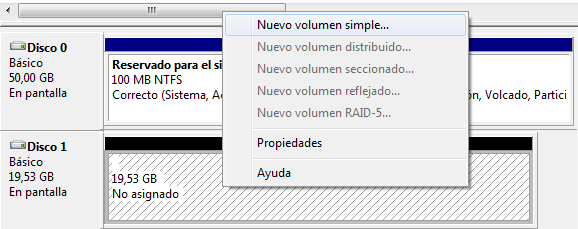 Nuevo volumen simple...
Nuevo volumen distribuido...
Nuevo volumen seccionado...
Nuevo volumen reflejado...
Nuevo volumen RAID-5...
Propiedades
Ayuda
Disco 0
Básico
50,00 GB
En pantalla
Reservado para el si
100 MB NTFS
Correcto (Sistema, Ac
ón, Volcado, Partici
Disco 1
Básico
19,53 GB
En pantalla
19,53 GB
No asignado